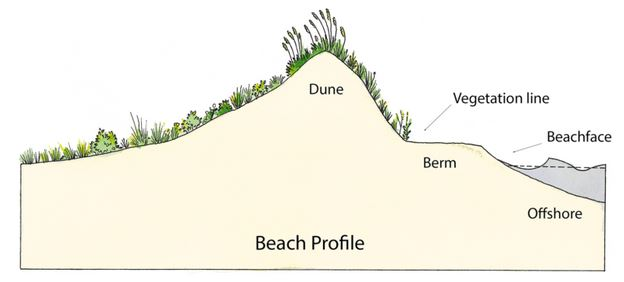 Dune
Vegetation line
Beachface
Berm
Offshore
Beach Profile